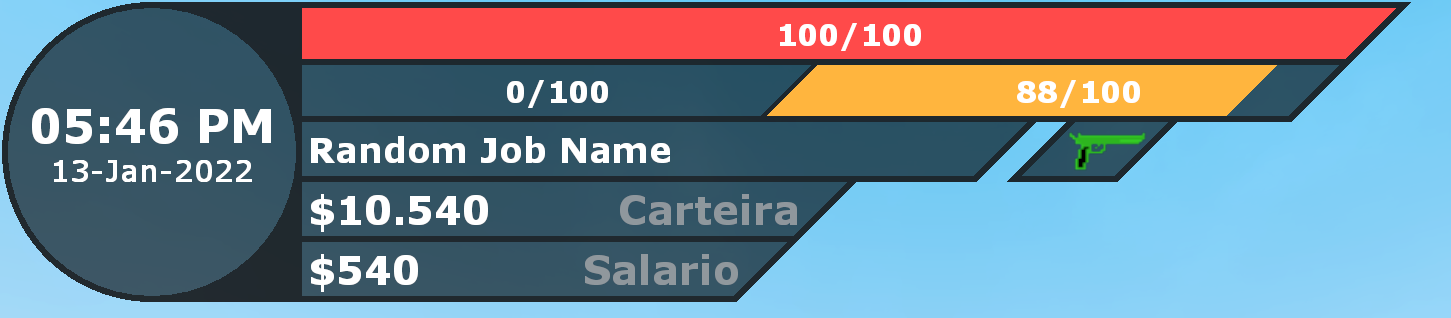 100/100
0/100 88/100
05:46 PM
13-Jan-2022
Random Job Name
$10.540 Carteira
$540 Salario